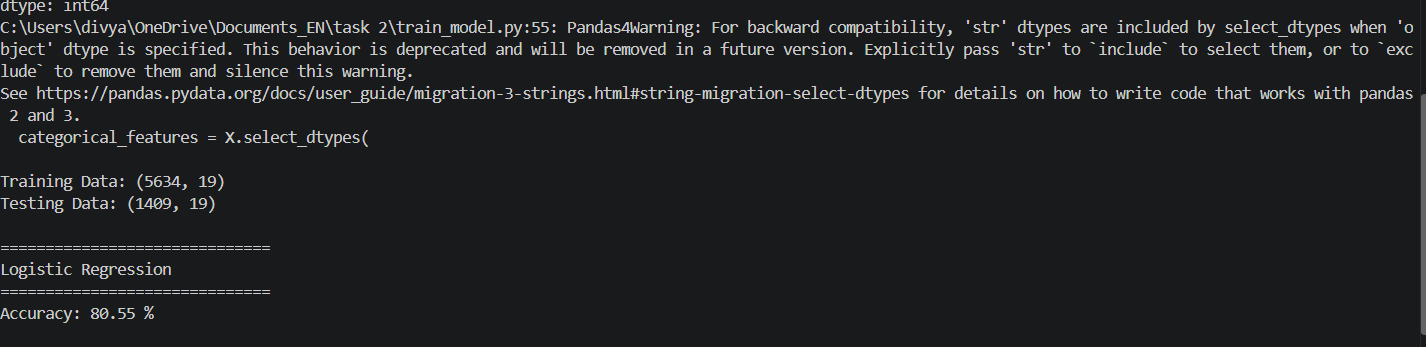 dtype: int64
C:\Users\divya\OneDrive\Documents_EN\task 2\train_model.py:55: Pandas4Warning: For backward compatibility, 'str' dtypes are included by select_dtypes when 'o
bject' dtype is specified. This behavior is deprecated and will be removed in a future version. Explicitly pass 'str' to `include` to select them, or to `exc
lude` to remove them and silence this warning.
See https://pandas.pydata.org/docs/user_guide/migration-3-strings.html#string-migration-select-dtypes for details on how to write code that works with pandas
 2 and 3.
  categorical_features = X.select_dtypes(

Training Data: (5634, 19)
Testing Data: (1409, 19)

==============================
Logistic Regression
==============================
Accuracy: 80.55 %